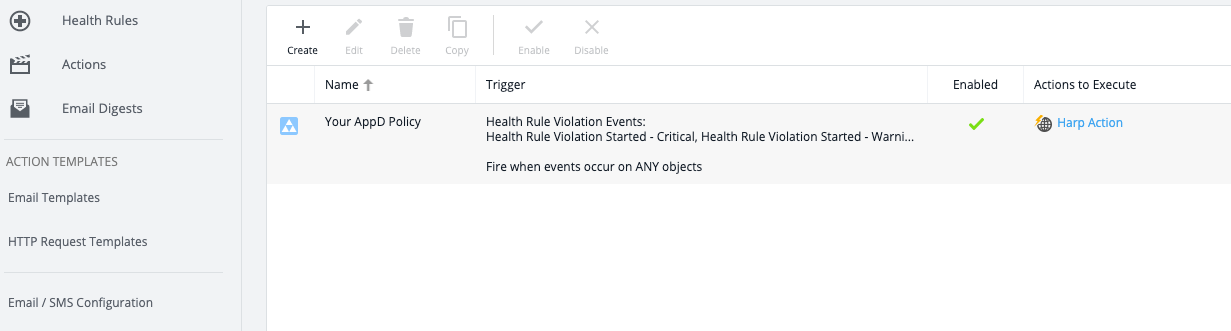 Health Rules
Actions
Email Digests
ACTION TEMPLATES
Email Templates
HTTP Request Templates
Email / SMS Configuration
Create Edit Delete Copy Enable Disable
Name Trigger Enabled Actions to Execute
Your AppD Policy Health Rule Violation Events: Harp Action
Health Rule Violation Started - Critical, Health Rule Violation Started - Warni...
Fire when events occur on ANY objects